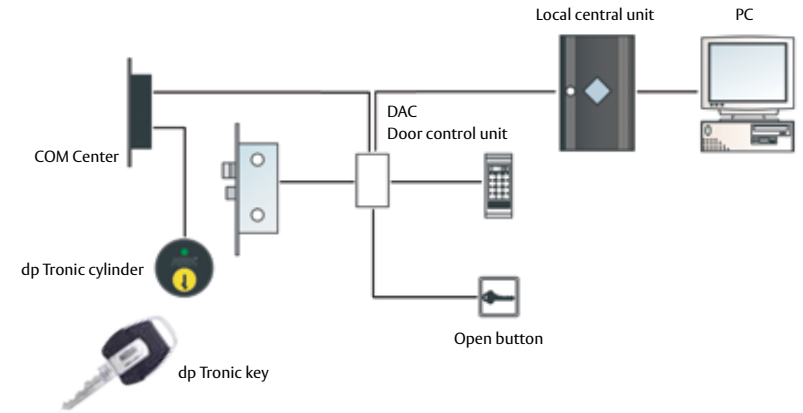 Local central unit
PC
DAC
Door control unit
COM Center
dp Tronic cylinder
Open button
dp Tronic key